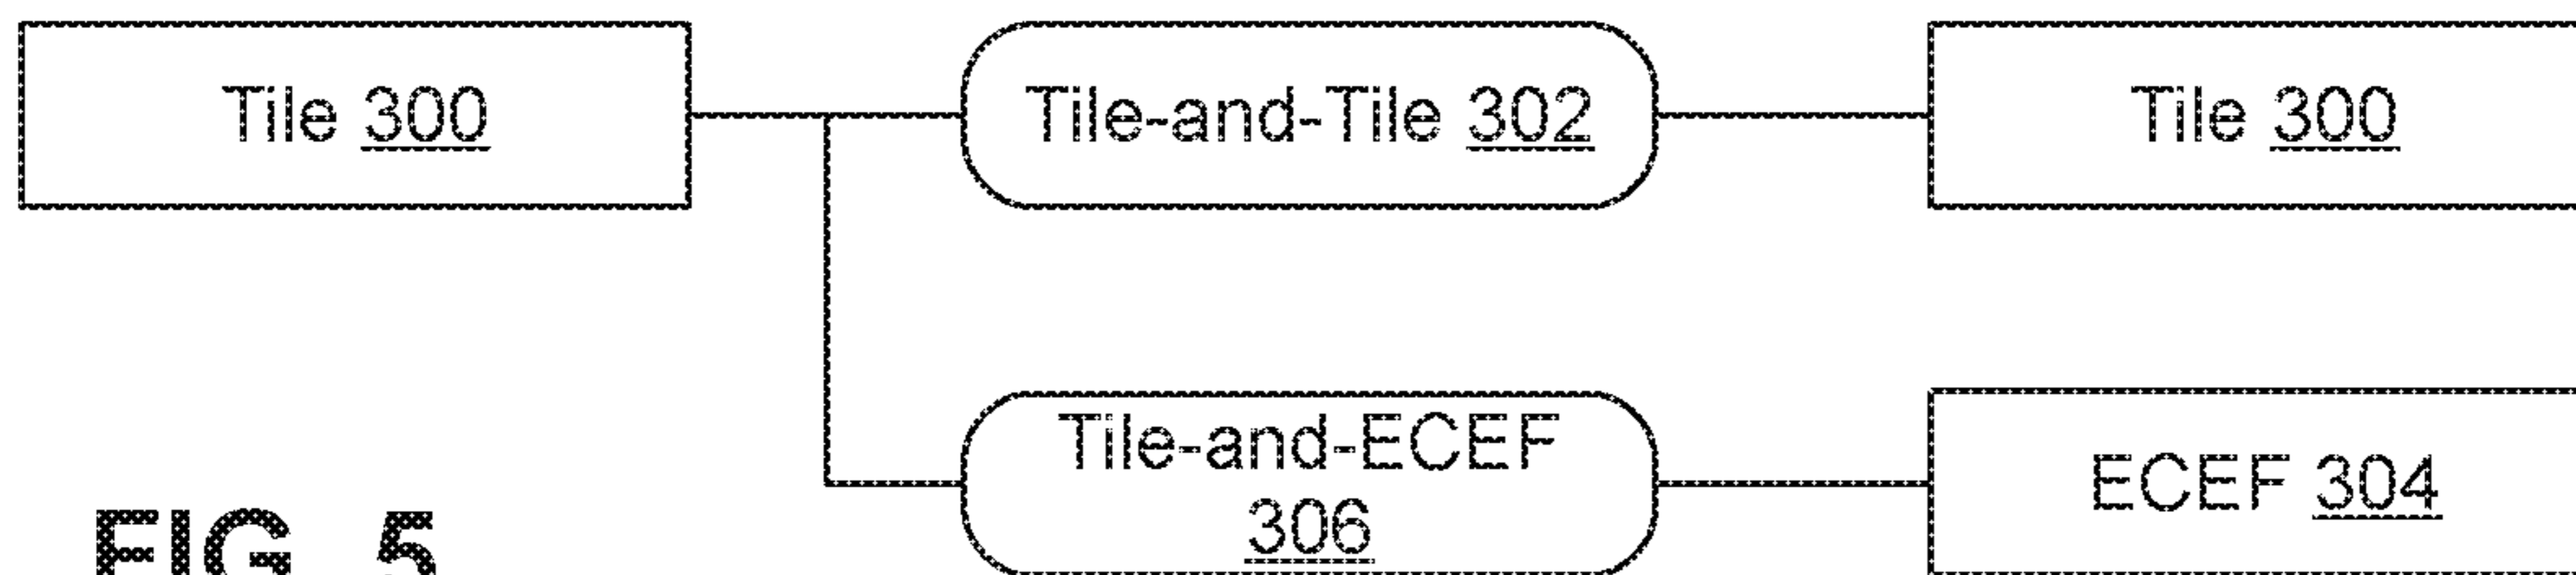 Tile 300
Tile-and-Tile 302
Tile 300
Tile-and-ECEF
306
ECEF 304
FIG. 5